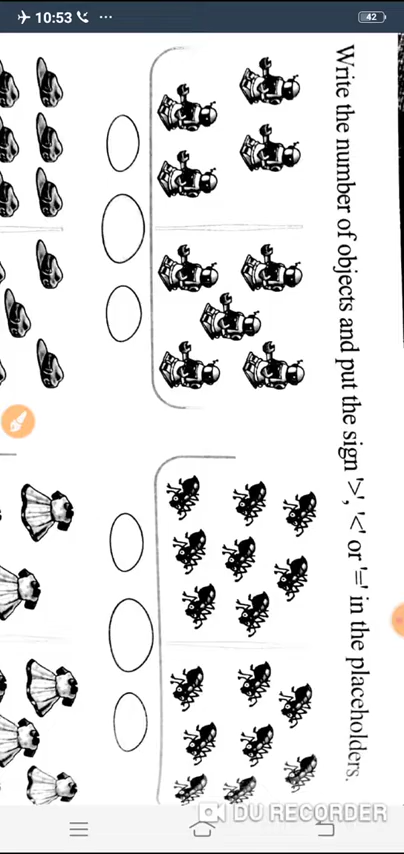 10:53
42
Write the number of objects and put the sign '>', '<' or '=' in the placeholders.
DU RECORDER